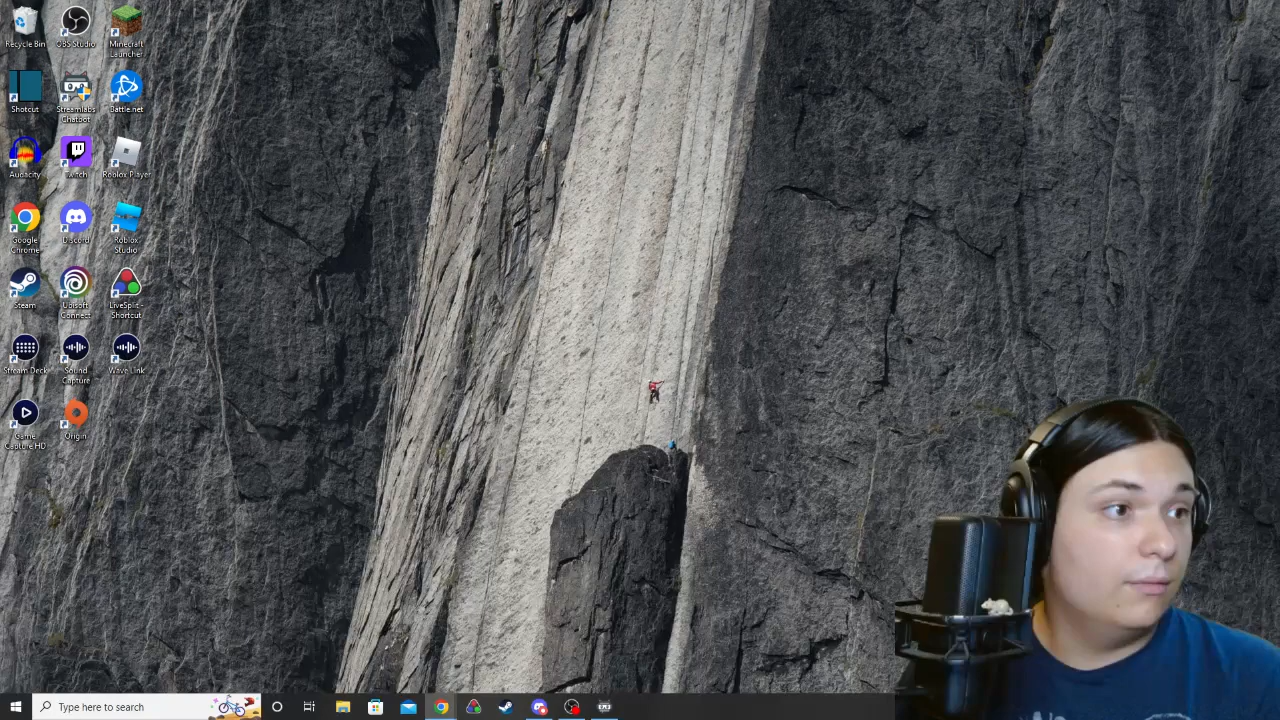 Recycle Bin
OBS Studio
Minecraft
Launcher
Shotcut
Streamlabs
Chatbot
Battle.net
Audacity
Twitch
Roblox Player
Google
Chrome
Discord
Roblox
Studio
Steam
Ubisoft
Connect
LiveSplit -
Shortcut
Stream Deck
Sound
Capture
Wave Link
Game
Capture HD
Origin
Type here to search